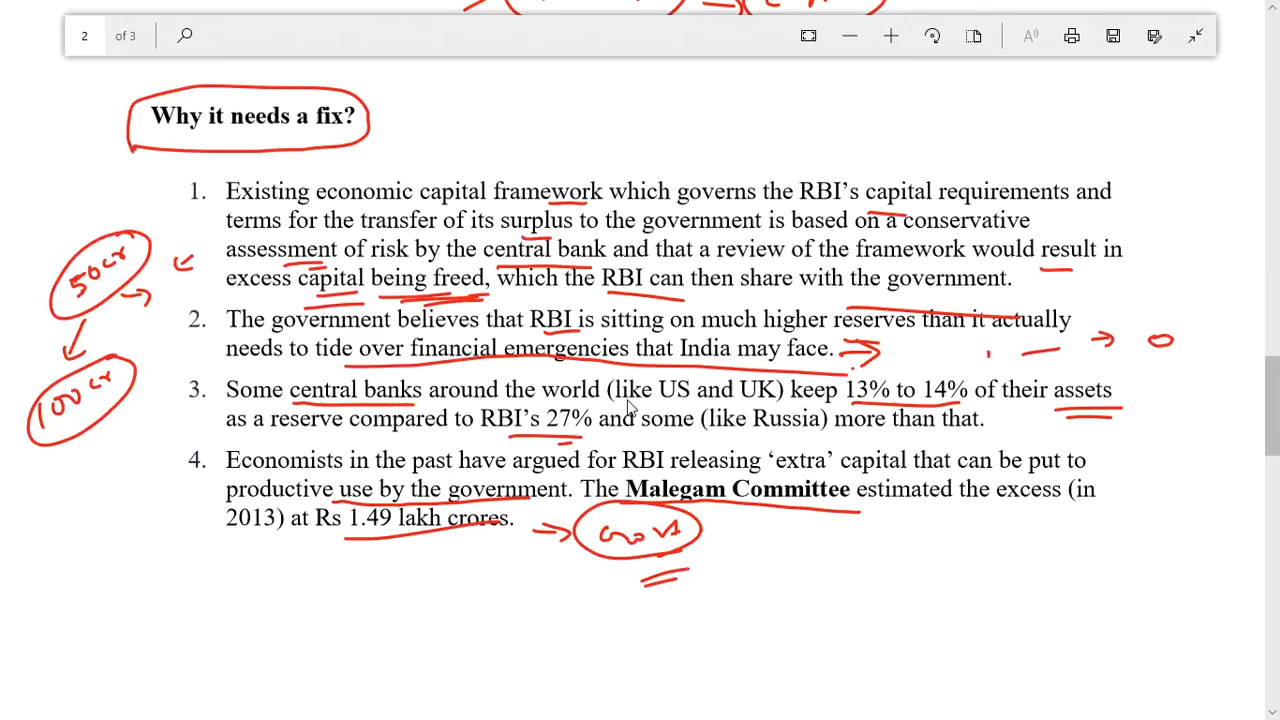 2 of 3
Why it needs a fix?
1. Existing economic capital framework which governs the RBI's capital requirements and
terms for the transfer of its surplus to the government is based on a conservative
assessment of risk by the central bank and that a review of the framework would result in
excess capital being freed, which the RBI can then share with the government.
50cr
2. The government believes that RBI is sitting on much higher reserves than it actually
needs to tide over financial emergencies that India may face.
100cr
3. Some central banks around the world (like US and UK) keep 13% to 14% of their assets
as a reserve compared to RBI's 27% and some (like Russia) more than that.
4. Economists in the past have argued for RBI releasing ‘extra’ capital that can be put to
productive use by the government. The Malegam Committee estimated the excess (in
2013) at Rs 1.49 lakh crores.
Govt